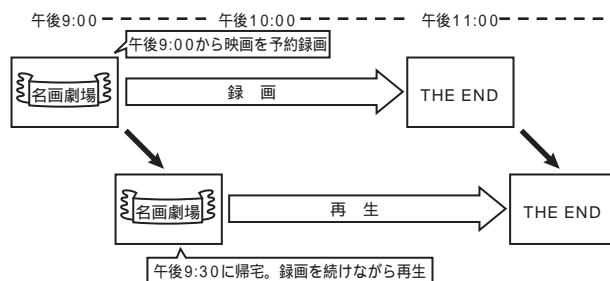 午後9:00 午後10:00 午後11:00
午後9:00から映画を予約録画
名画劇場
録 画
THE END
名画劇場
再 生
THE END
午後9:30に帰宅。録画を続けながら再生